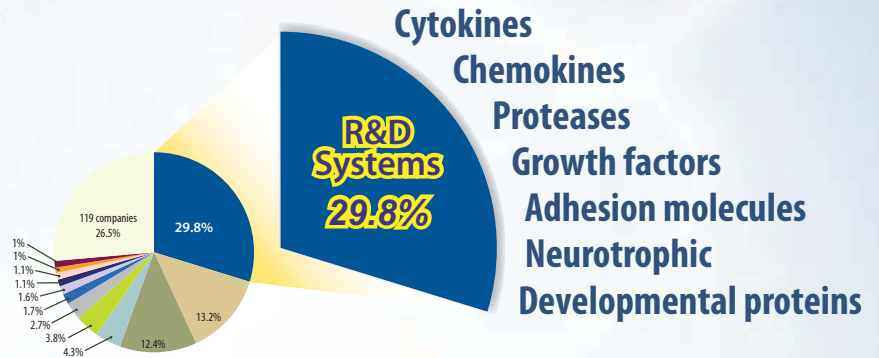 Cytokines
Chemokines
Proteases
Growth factors
Adhesion molecules
Neurotrophic
Developmental proteins
R&D
Systems
29.8%
29.8%
119 companies
26.5%
1%
1%
1.1%
1.1%
1.6%
1.7%
2.7%
3.8%
4.3%
12.4%
13.2%